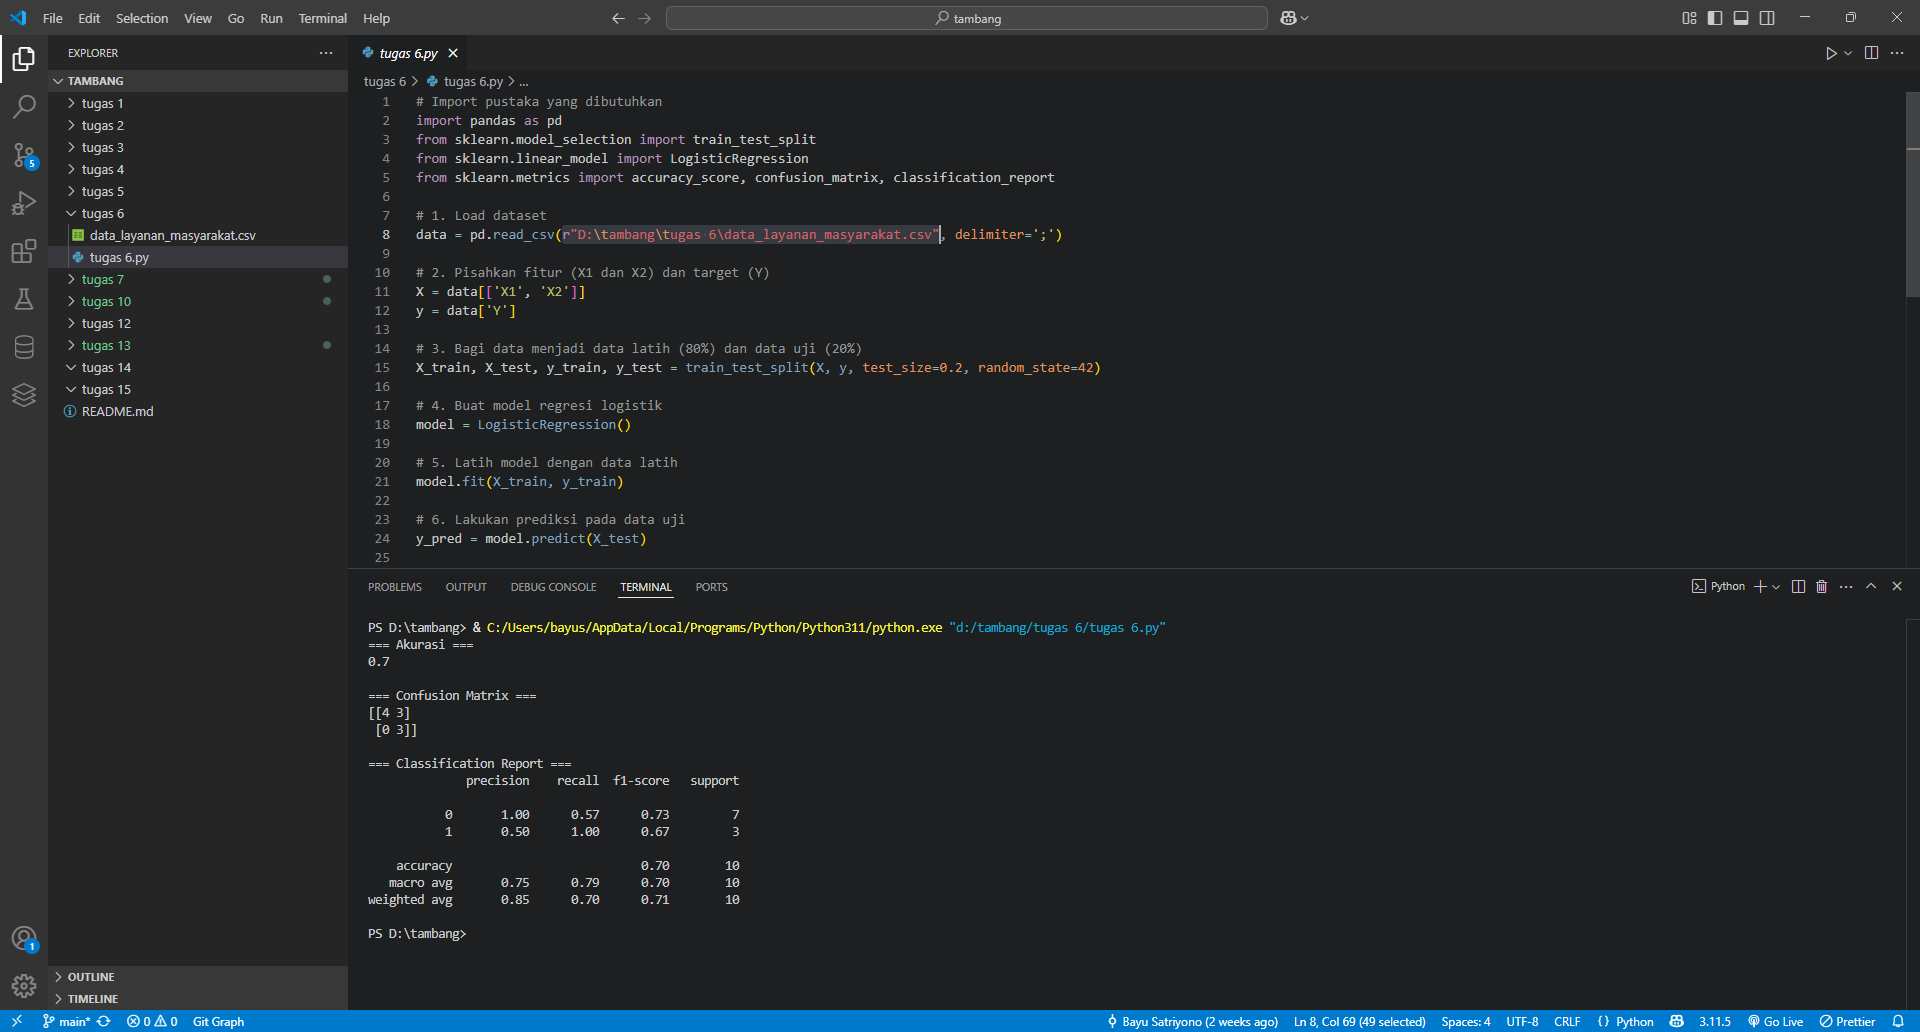 File Edit Selection View Go Run Terminal Help
tambang
EXPLORER
TAMBANG
tugas 1
tugas 2
tugas 3
tugas 4
tugas 5
tugas 6
data_layanan_masyarakat.csv
tugas 6.py
tugas 7
tugas 10
tugas 12
tugas 13
tugas 14
tugas 15
README.md
OUTLINE
TIMELINE
5
1
tugas 6.py
tugas 6 > tugas 6.py > ...
1 # Import pustaka yang dibutuhkan
2 import pandas as pd
3 from sklearn.model_selection import train_test_split
4 from sklearn.linear_model import LogisticRegression
5 from sklearn.metrics import accuracy_score, confusion_matrix, classification_report
6
7 # 1. Load dataset
8 data = pd.read_csv(r"D:\tambang\tugas 6\data_layanan_masyarakat.csv", delimiter=';')
9
10 # 2. Pisahkan fitur (X1 dan X2) dan target (Y)
11 X = data[['X1', 'X2']]
12 y = data['Y']
13
14 # 3. Bagi data menjadi data latih (80%) dan data uji (20%)
15 X_train, X_test, y_train, y_test = train_test_split(X, y, test_size=0.2, random_state=42)
16
17 # 4. Buat model regresi logistik
18 model = LogisticRegression()
19
20 # 5. Latih model dengan data latih
21 model.fit(X_train, y_train)
22
23 # 6. Lakukan prediksi pada data uji
24 y_pred = model.predict(X_test)
25
PROBLEMS OUTPUT DEBUG CONSOLE TERMINAL PORTS
Python
PS D:\tambang> & C:/Users/bayus/AppData/Local/Programs/Python/Python311/python.exe "d:/tambang/tugas 6/tugas 6.py"
=== Akurasi ===
0.7
=== Confusion Matrix ===
[[4 3]
 [0 3]]
=== Classification Report ===
precision recall f1-score support
0 1.00 0.57 0.73 7
1 0.50 1.00 0.67 3
accuracy 0.70 10
macro avg 0.75 0.79 0.70 10
weighted avg 0.85 0.70 0.71 10
PS D:\tambang>
main* 0 0 Git Graph
Bayu Satriyono (2 weeks ago) Ln 8, Col 69 (49 selected) Spaces: 4 UTF-8 CRLF { } Python 3.11.5 Go Live Prettier